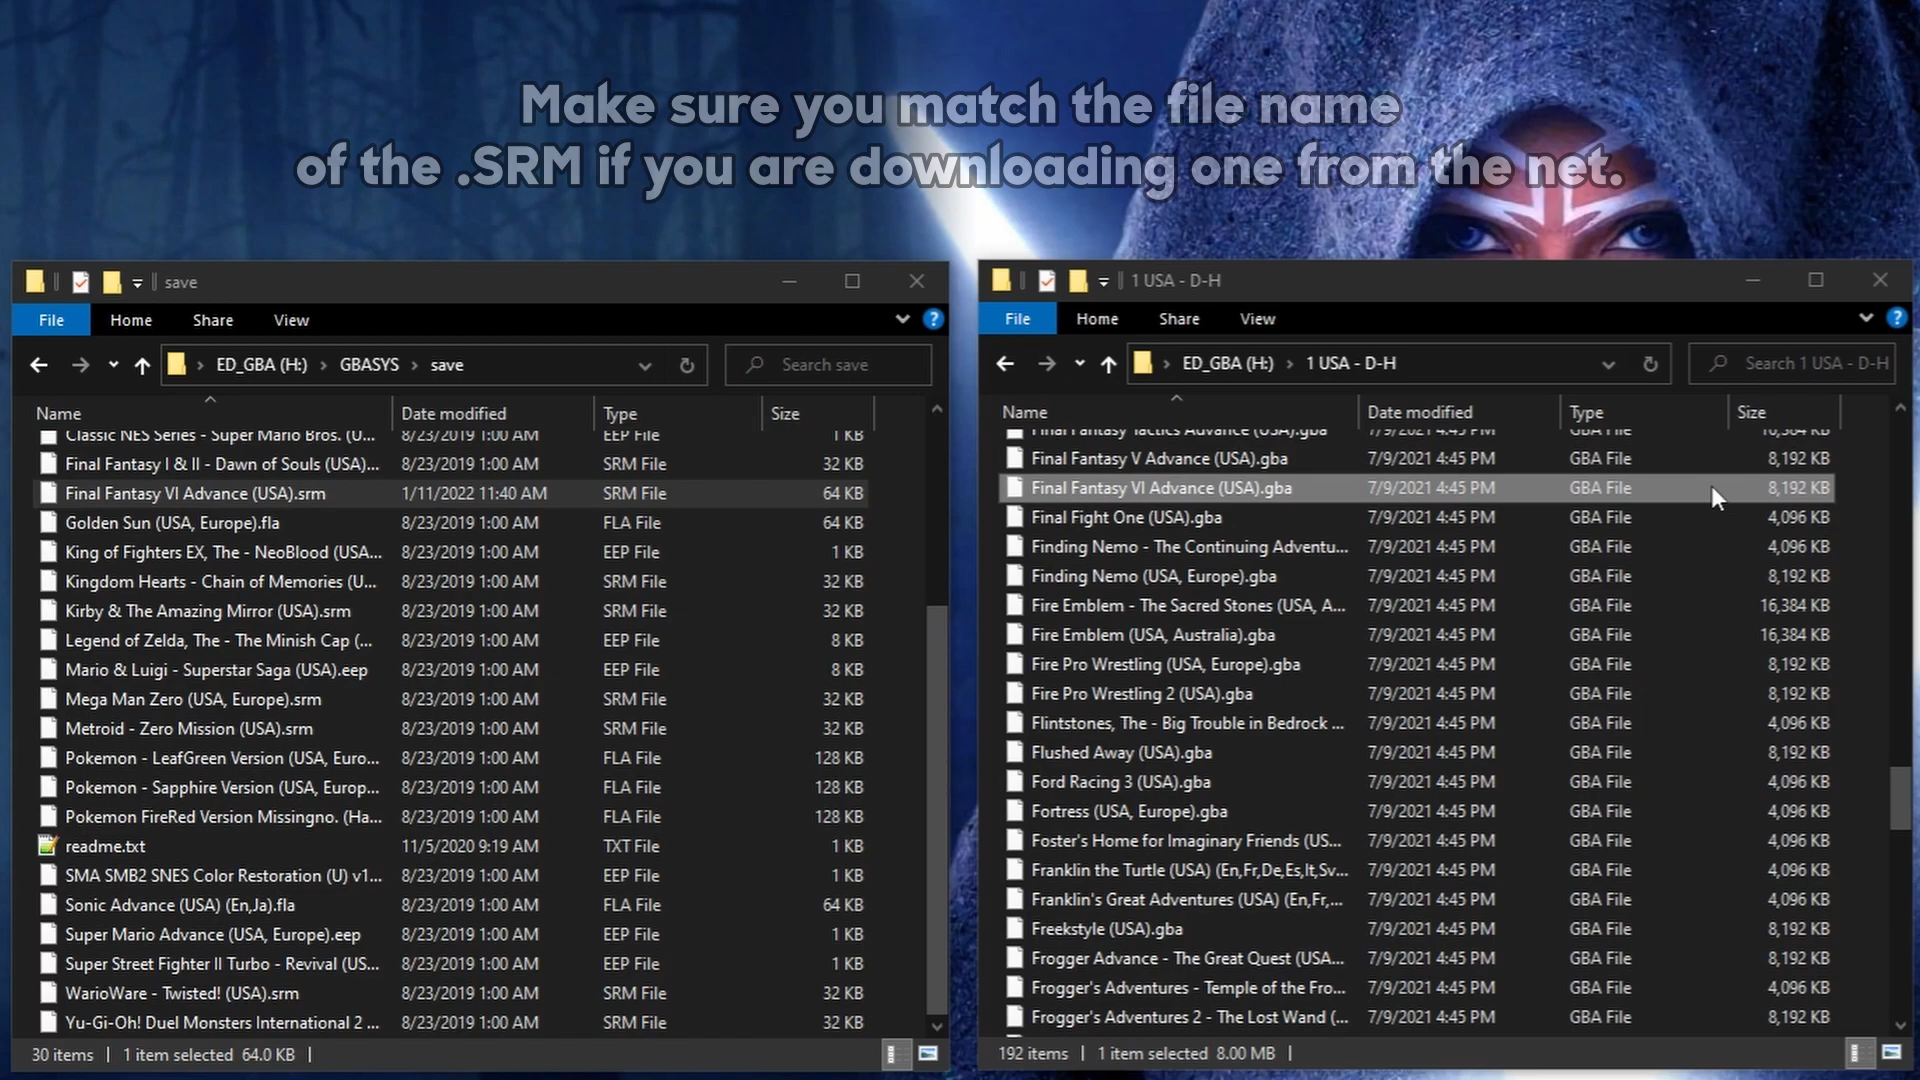 Make sure you match the file name
of the .SRM if you are downloading one from the net.
save
File Home Share View
ED_GBA (H:) GBASYS save
Search save
Name Date modified Type Size
Classic NES Series - Super Mario Bros. (U... 8/23/2019 1:00 AM EEP File 1 KB
Final Fantasy I & II - Dawn of Souls (USA)... 8/23/2019 1:00 AM SRM File 32 KB
Final Fantasy VI Advance (USA).srm 1/11/2022 11:40 AM SRM File 64 KB
Golden Sun (USA, Europe).fla 8/23/2019 1:00 AM FLA File 64 KB
King of Fighters EX, The - NeoBlood (USA... 8/23/2019 1:00 AM EEP File 1 KB
Kingdom Hearts - Chain of Memories (U... 8/23/2019 1:00 AM SRM File 32 KB
Kirby & The Amazing Mirror (USA).srm 8/23/2019 1:00 AM SRM File 32 KB
Legend of Zelda, The - The Minish Cap (... 8/23/2019 1:00 AM EEP File 8 KB
Mario & Luigi - Superstar Saga (USA).eep 8/23/2019 1:00 AM EEP File 8 KB
Mega Man Zero (USA, Europe).srm 8/23/2019 1:00 AM SRM File 32 KB
Metroid - Zero Mission (USA).srm 8/23/2019 1:00 AM SRM File 32 KB
Pokemon - LeafGreen Version (USA, Euro... 8/23/2019 1:00 AM FLA File 128 KB
Pokemon - Sapphire Version (USA, Europ... 8/23/2019 1:00 AM FLA File 128 KB
Pokemon FireRed Version Missingno. (Ha... 8/23/2019 1:00 AM FLA File 128 KB
readme.txt 11/5/2020 9:19 AM TXT File 1 KB
SMA SMB2 SNES Color Restoration (U) v1... 8/23/2019 1:00 AM EEP File 1 KB
Sonic Advance (USA) (En,Ja).fla 8/23/2019 1:00 AM FLA File 64 KB
Super Mario Advance (USA, Europe).eep 8/23/2019 1:00 AM EEP File 1 KB
Super Street Fighter II Turbo - Revival (US... 8/23/2019 1:00 AM EEP File 1 KB
WarioWare - Twisted! (USA).srm 8/23/2019 1:00 AM SRM File 32 KB
Yu-Gi-Oh! Duel Monsters International 2 ... 8/23/2019 1:00 AM SRM File 32 KB
30 items 1 item selected 64.0 KB
1 USA - D-H
File Home Share View
ED_GBA (H:) 1 USA - D-H
Search 1 USA - D-H
Name Date modified Type Size
Final Fantasy Tactics Advance (USA).gba 7/9/2021 4:45 PM GBA File 16,384 KB
Final Fantasy V Advance (USA).gba 7/9/2021 4:45 PM GBA File 8,192 KB
Final Fantasy VI Advance (USA).gba 7/9/2021 4:45 PM GBA File 8,192 KB
Final Fight One (USA).gba 7/9/2021 4:45 PM GBA File 4,096 KB
Finding Nemo - The Continuing Adventu... 7/9/2021 4:45 PM GBA File 4,096 KB
Finding Nemo (USA, Europe).gba 7/9/2021 4:45 PM GBA File 8,192 KB
Fire Emblem - The Sacred Stones (USA, A... 7/9/2021 4:45 PM GBA File 16,384 KB
Fire Emblem (USA, Australia).gba 7/9/2021 4:45 PM GBA File 16,384 KB
Fire Pro Wrestling (USA, Europe).gba 7/9/2021 4:45 PM GBA File 8,192 KB
Fire Pro Wrestling 2 (USA).gba 7/9/2021 4:45 PM GBA File 8,192 KB
Flintstones, The - Big Trouble in Bedrock ... 7/9/2021 4:45 PM GBA File 4,096 KB
Flushed Away (USA).gba 7/9/2021 4:45 PM GBA File 8,192 KB
Ford Racing 3 (USA).gba 7/9/2021 4:45 PM GBA File 4,096 KB
Fortress (USA, Europe).gba 7/9/2021 4:45 PM GBA File 4,096 KB
Foster's Home for Imaginary Friends (US... 7/9/2021 4:45 PM GBA File 4,096 KB
Franklin the Turtle (USA) (En,Fr,De,Es,It,Sv... 7/9/2021 4:45 PM GBA File 4,096 KB
Franklin's Great Adventures (USA) (En,Fr,... 7/9/2021 4:45 PM GBA File 4,096 KB
Freekstyle (USA).gba 7/9/2021 4:45 PM GBA File 8,192 KB
Frogger Advance - The Great Quest (USA... 7/9/2021 4:45 PM GBA File 8,192 KB
Frogger's Adventures - Temple of the Fro... 7/9/2021 4:45 PM GBA File 4,096 KB
Frogger's Adventures 2 - The Lost Wand (... 7/9/2021 4:45 PM GBA File 8,192 KB
192 items 1 item selected 8.00 MB